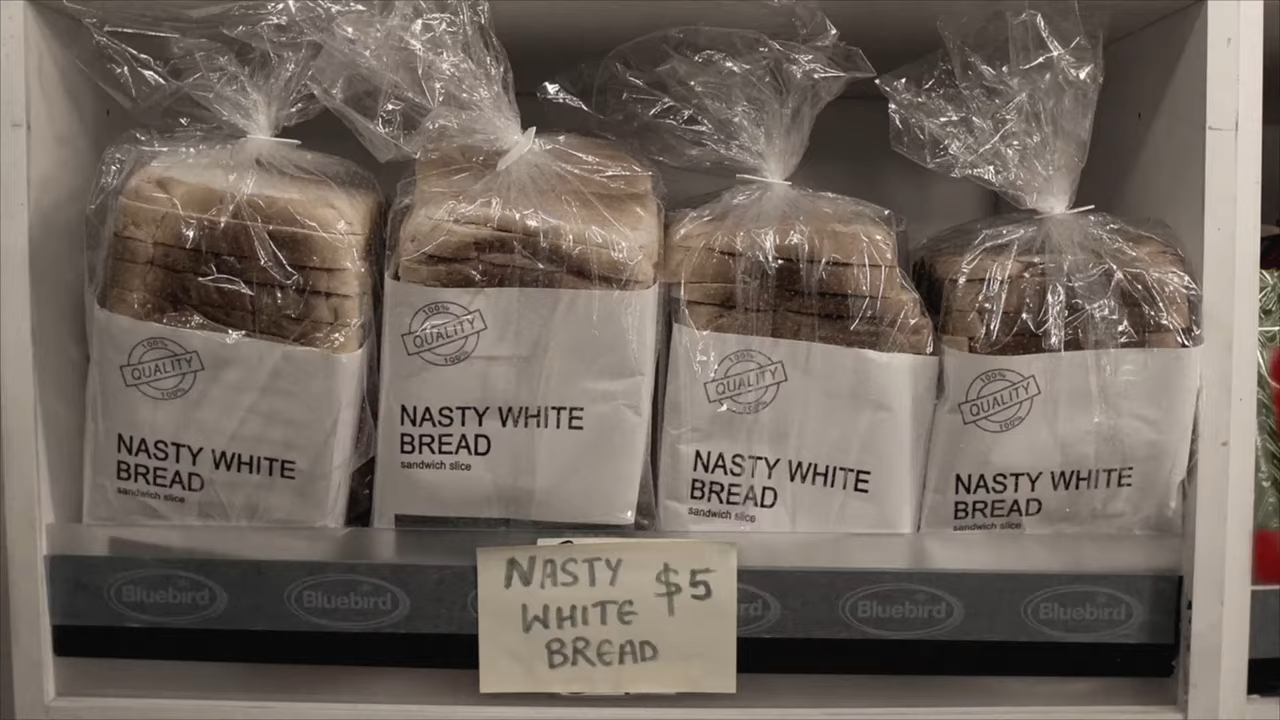 100%
QUALITY
100%
NASTY WHITE
BREAD
sandwich slice
100%
QUALITY
100%
NASTY WHITE
BREAD
sandwich slice
100%
QUALITY
100%
NASTY WHITE
BREAD
sandwich slice
100%
QUALITY
100%
NASTY WHITE
BREAD
sandwich slice
Bluebird
Bluebird
Bluebird
Bluebird
NASTY $5
WHITE
BREAD